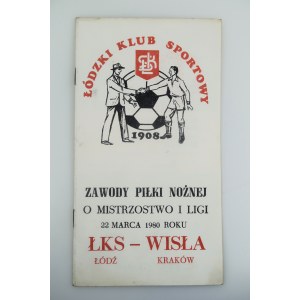 ŁÓDZKI KLUB SPORTOWY
ŁKS
1908
ZAWODY PIŁKI NOŻNEJ
O MISTRZOSTWO I LIGI
22 MARCA 1980 ROKU
ŁKS – WISŁA
ŁÓDŹ KRAKÓW